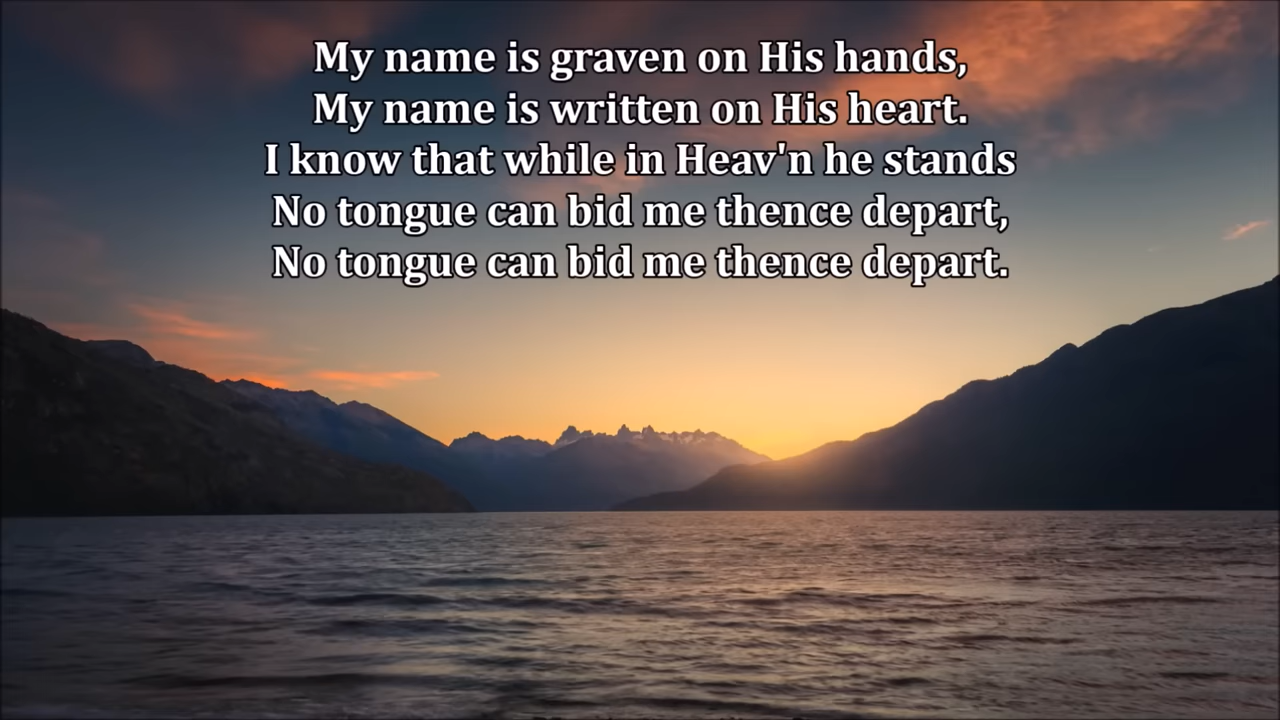 My name is graven on His hands,
My name is written on His heart.
I know that while in Heav'n he stands
No tongue can bid me thence depart,
No tongue can bid me thence depart.